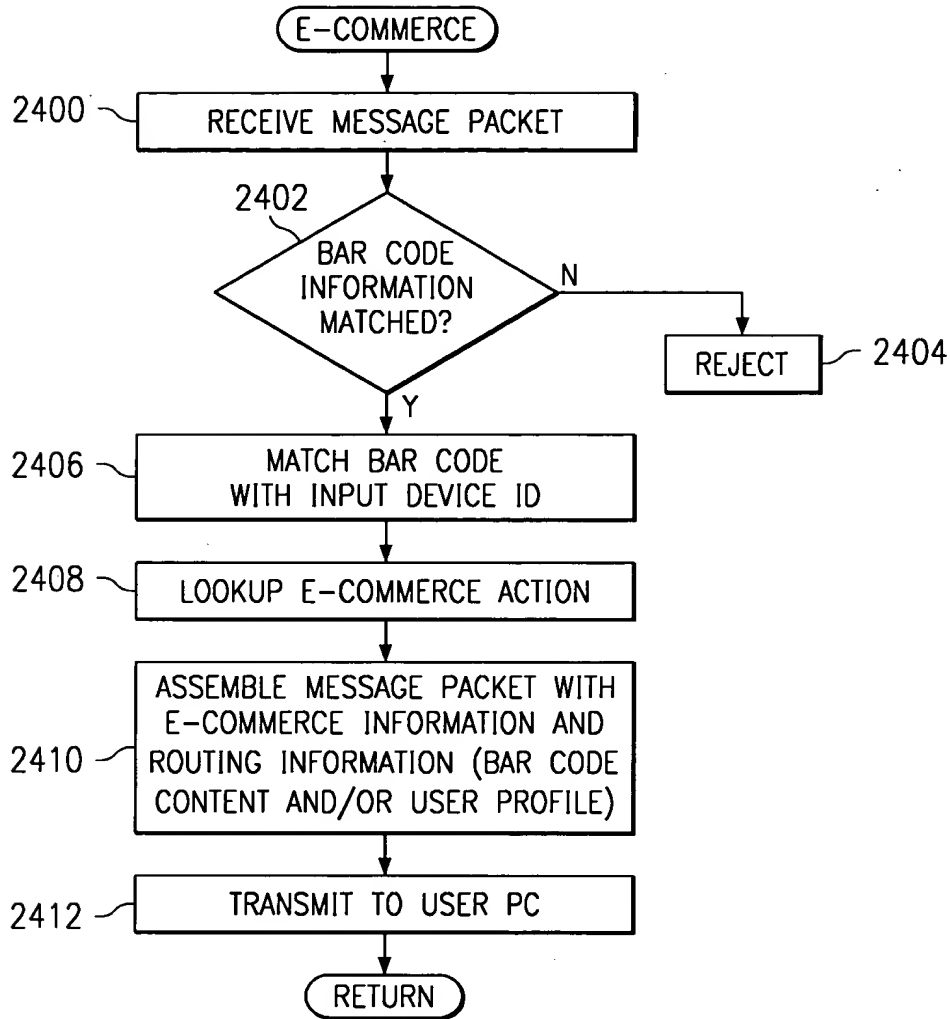 E-COMMERCE
2400
RECEIVE MESSAGE PACKET
2402
BAR CODE
INFORMATION
MATCHED?
N
REJECT
2404
Y
2406
MATCH BAR CODE
WITH INPUT DEVICE ID
2408
LOOKUP E-COMMERCE ACTION
2410
ASSEMBLE MESSAGE PACKET WITH
E-COMMERCE INFORMATION AND
ROUTING INFORMATION (BAR CODE
CONTENT AND/OR USER PROFILE)
2412
TRANSMIT TO USER PC
RETURN